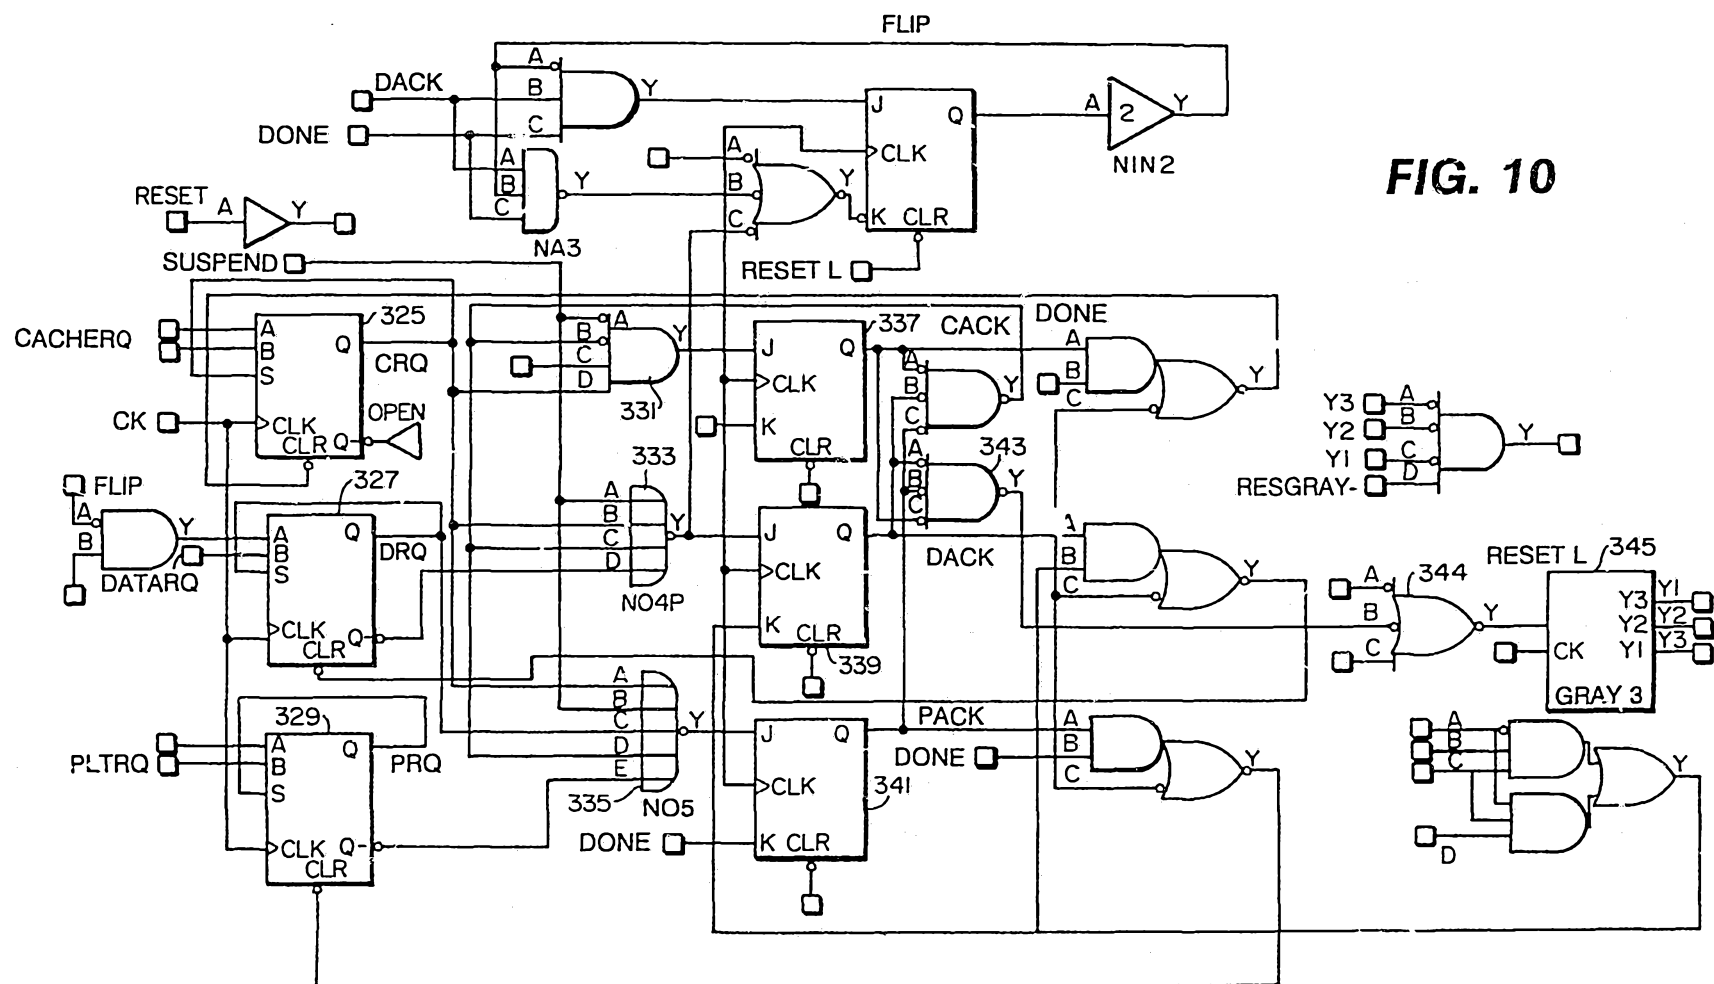 FLIP
A
DACK
B
Y
DONE
C
J
Q
A
2
Y
NIN2
CLK
FIG. 10
A
B
C
Y
NA3
A
B
C
Y
K
CLR
RESET
A
Y
SUSPEND
RESET L
325
CACHERQ
A
B
S
Q
CRQ
CK
CLK
CLR
Q-
OPEN
A
B
C
D
Y
331
J
Q
337
CLK
K
CLR
CACK
DONE
A
B
C
Y
A
B
C
Y
343
A
B
C
Y
DACK
Y3
A
Y2
B
Y1
C
RESGRAY-
D
Y
FLIP
A
B
Y
DATARQ
327
A
B
S
Q
DRQ
CLK
CLR
Q-
333
A
B
C
D
Y
NO4P
J
Q
CLK
K
CLR
339
A
B
C
Y
A
B
C
344
Y
RESET L
345
Y3
Y1
Y2
Y2
Y1
Y3
CK
GRAY 3
329
PLTRQ
A
B
S
Q
PRQ
CLK
CLR
Q-
A
B
C
D
E
Y
335
NO5
J
Q
CLK
341
DONE
K
CLR
PACK
DONE
A
B
C
Y
A
B
C
D
Y